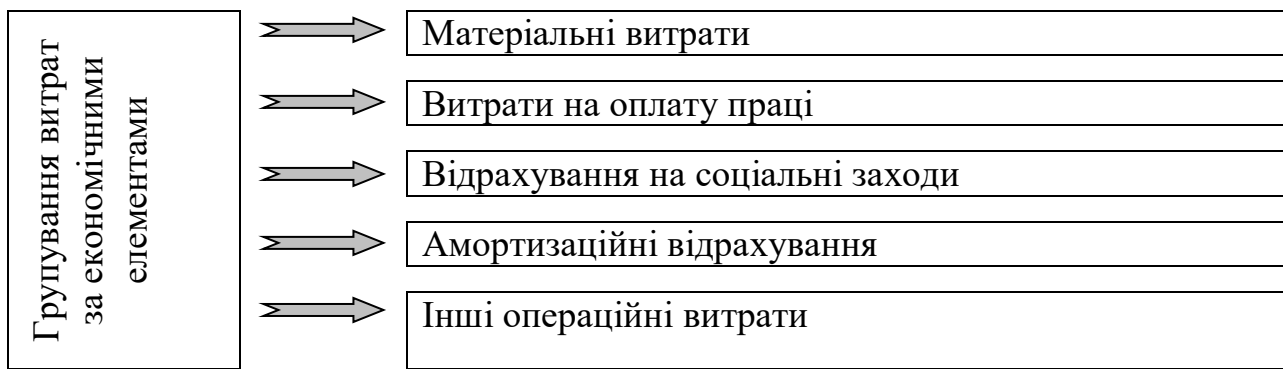 Групування витрат
за економічними
елементами
Матеріальні витрати
Витрати на оплату праці
Відрахування на соціальні заходи
Амортизаційні відрахування
Інші операційні витрати